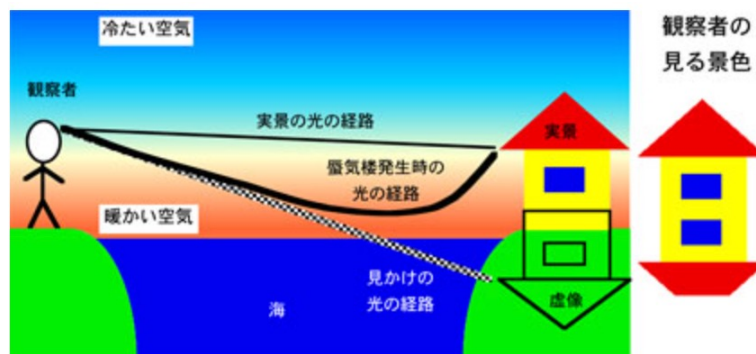 冷たい空気
観察者の
見る景色
観察者
実景の光の経路
実景
蜃気楼発生時の
光の経路
暖かい空気
見かけの
光の経路
海
虚像